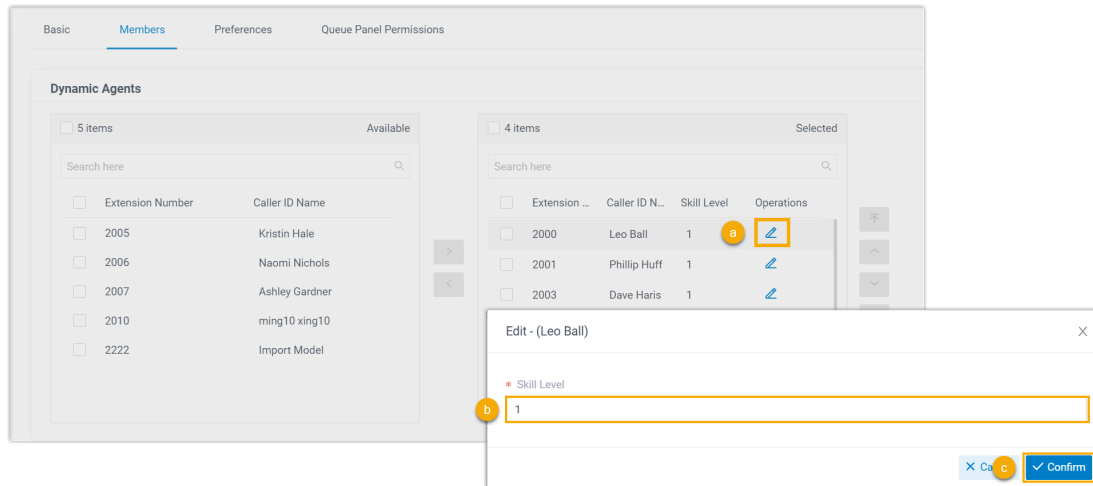 Basic Members Preferences Queue Panel Permissions
Dynamic Agents
5 items Available
Search here
Extension Number Caller ID Name
2005 Kristin Hale
2006 Naomi Nichols
2007 Ashley Gardner
2010 ming10 xing10
2222 Import Model
4 items Selected
Search here
Extension ... Caller ID N... Skill Level Operations
2000 Leo Ball 1 a
2001 Phillip Huff 1
2003 Dave Haris 1
Edit - (Leo Ball) X
* Skill Level
b 1
Ca c Confirm